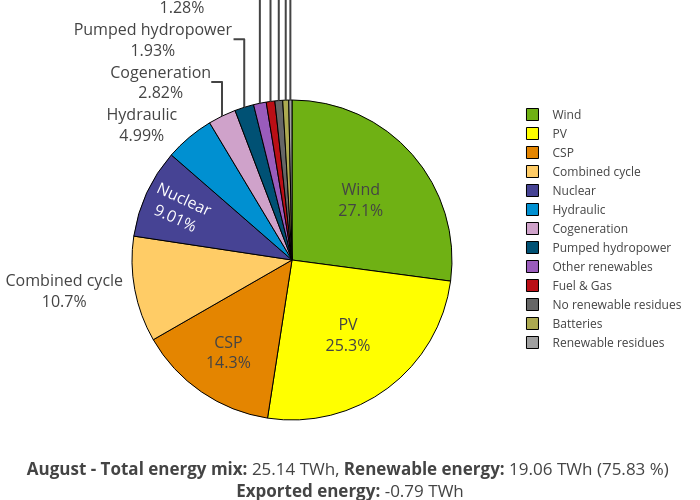 1.28%
Pumped hydropower
1.93%
Cogeneration
2.82%
Hydraulic
4.99%
Nuclear
9.01%
Combined cycle
10.7%
CSP
14.3%
PV
25.3%
Wind
27.1%
Wind
PV
CSP
Combined cycle
Nuclear
Hydraulic
Cogeneration
Pumped hydropower
Other renewables
Fuel & Gas
No renewable residues
Batteries
Renewable residues
August - Total energy mix: 25.14 TWh, Renewable energy: 19.06 TWh (75.83 %)
Exported energy: -0.79 TWh